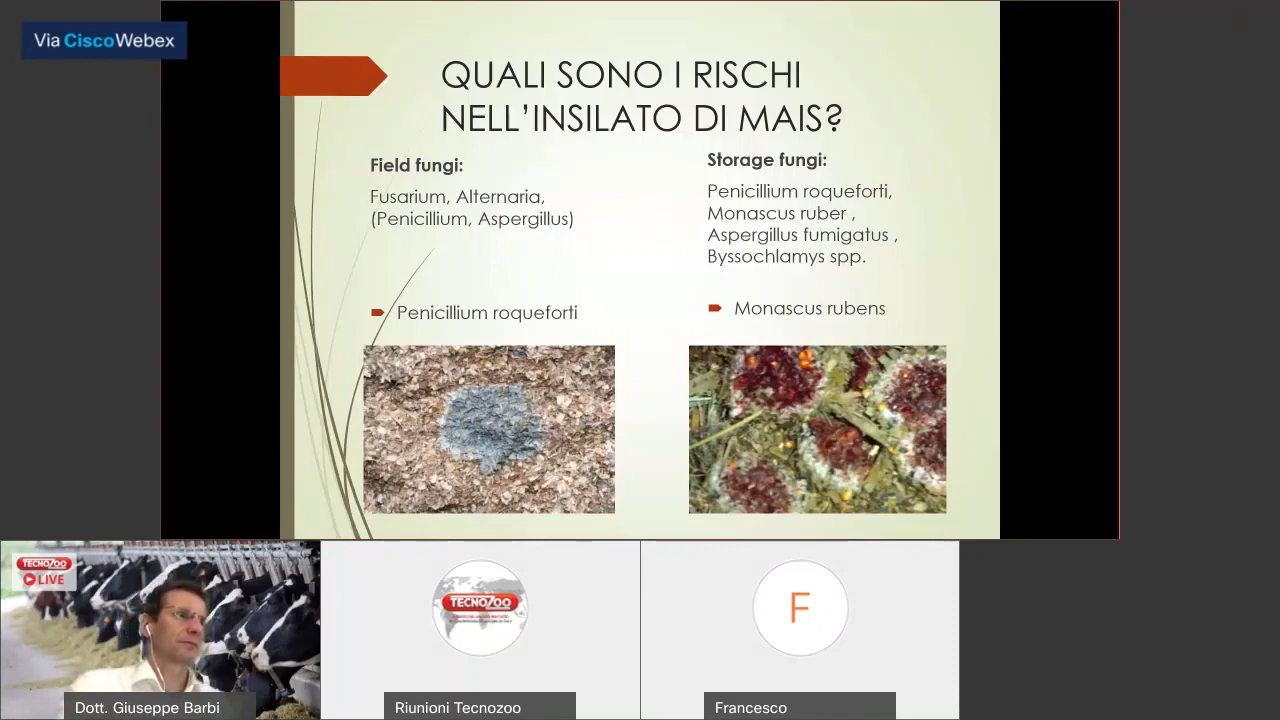 Via CiscoWebex
QUALI SONO I RISCHI
NELL’INSILATO DI MAIS?
Field fungi:
Fusarium, Alternaria,
(Penicillium, Aspergillus)
Penicillium roqueforti
Storage fungi:
Penicillium roqueforti,
Monascus ruber ,
Aspergillus fumigatus ,
Byssochlamys spp.
Monascus rubens
TECNOZOO
LIVE
Dott. Giuseppe Barbi
TECNOZOO
Riunioni Tecnozoo
F
Francesco